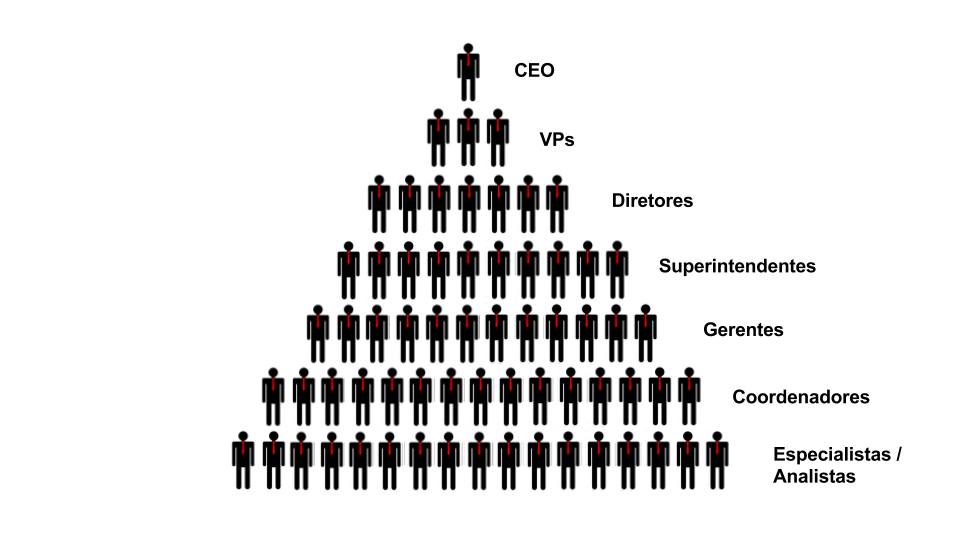 CEO
VPs
Diretores
Superintendentes
Gerentes
Coordenadores
Especialistas /
Analistas